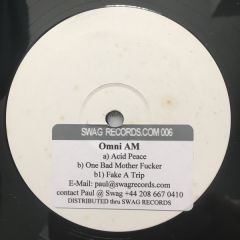 SWAG RECORDS.COM 006
Omni AM
a) Acid Peace
b) One Bad Mother Fucker
b1) Fake A Trip
E-Mail: paul@swagrecords.com
contact Paul @ Swag +44 208 667 0410
DISTRIBUTED thru SWAG RECORDS